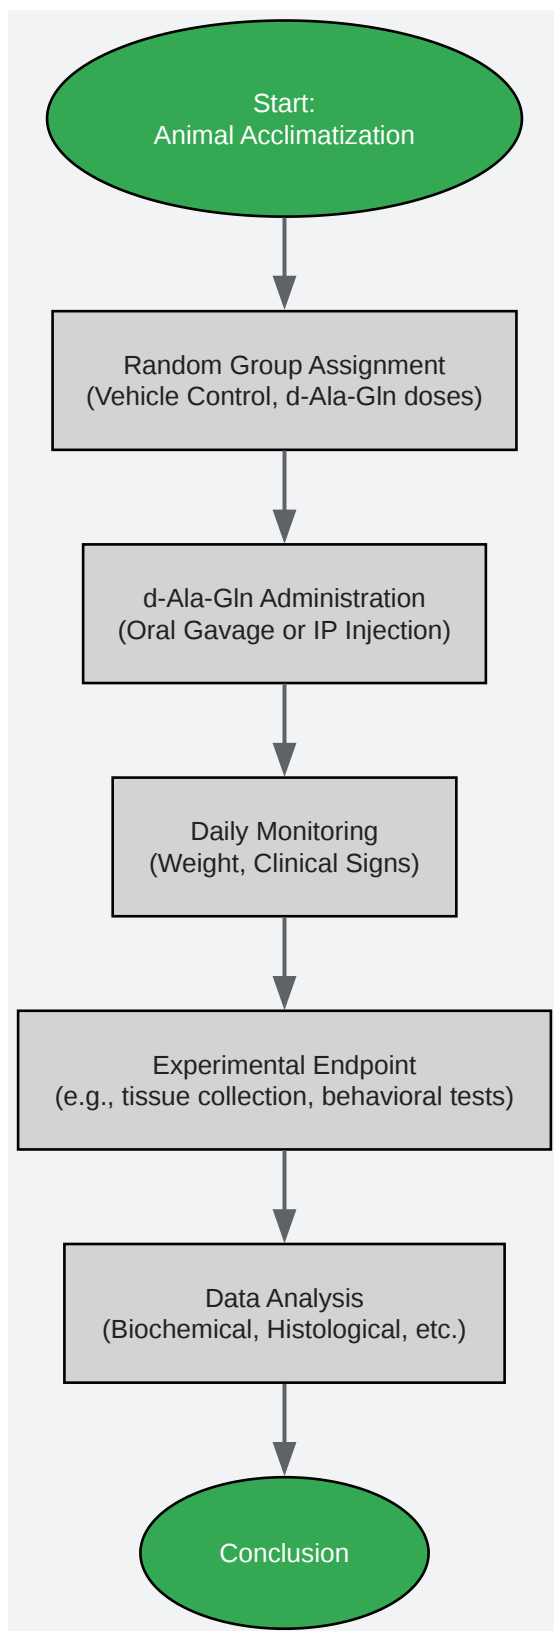 Start:
Animal Acclimatization
Random Group Assignment
(Vehicle Control, d-Ala-Gln doses)
d-Ala-Gln Administration
(Oral Gavage or IP Injection)
Daily Monitoring
(Weight, Clinical Signs)
Experimental Endpoint
(e.g., tissue collection, behavioral tests)
Data Analysis
(Biochemical, Histological, etc.)
Conclusion